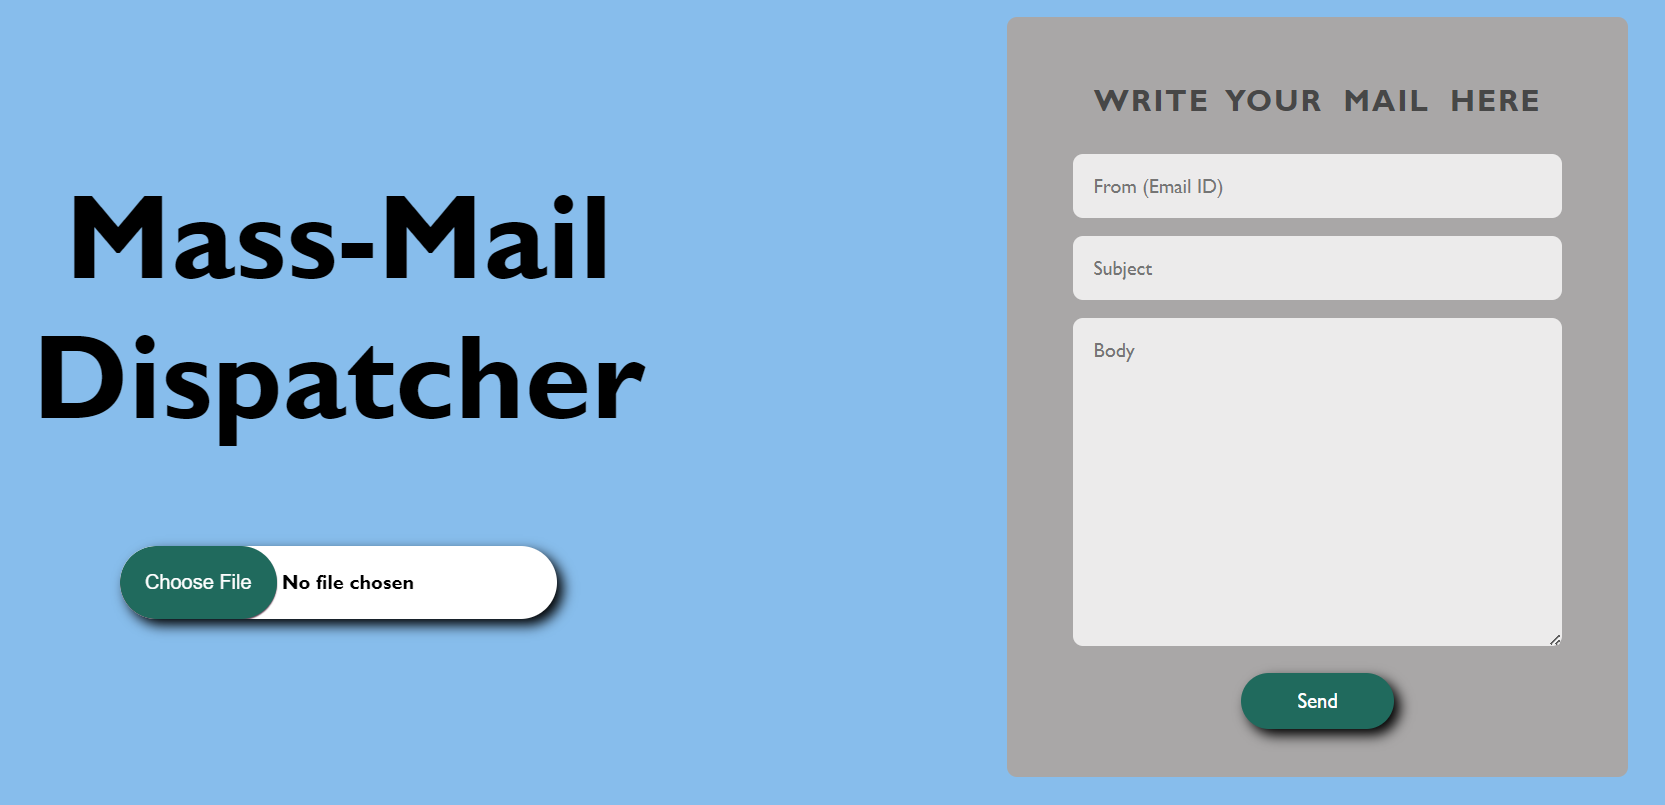 Mass-Mail
Dispatcher
Choose File No file chosen
WRITE YOUR MAIL HERE
From (Email ID)
Subject
Body
Send